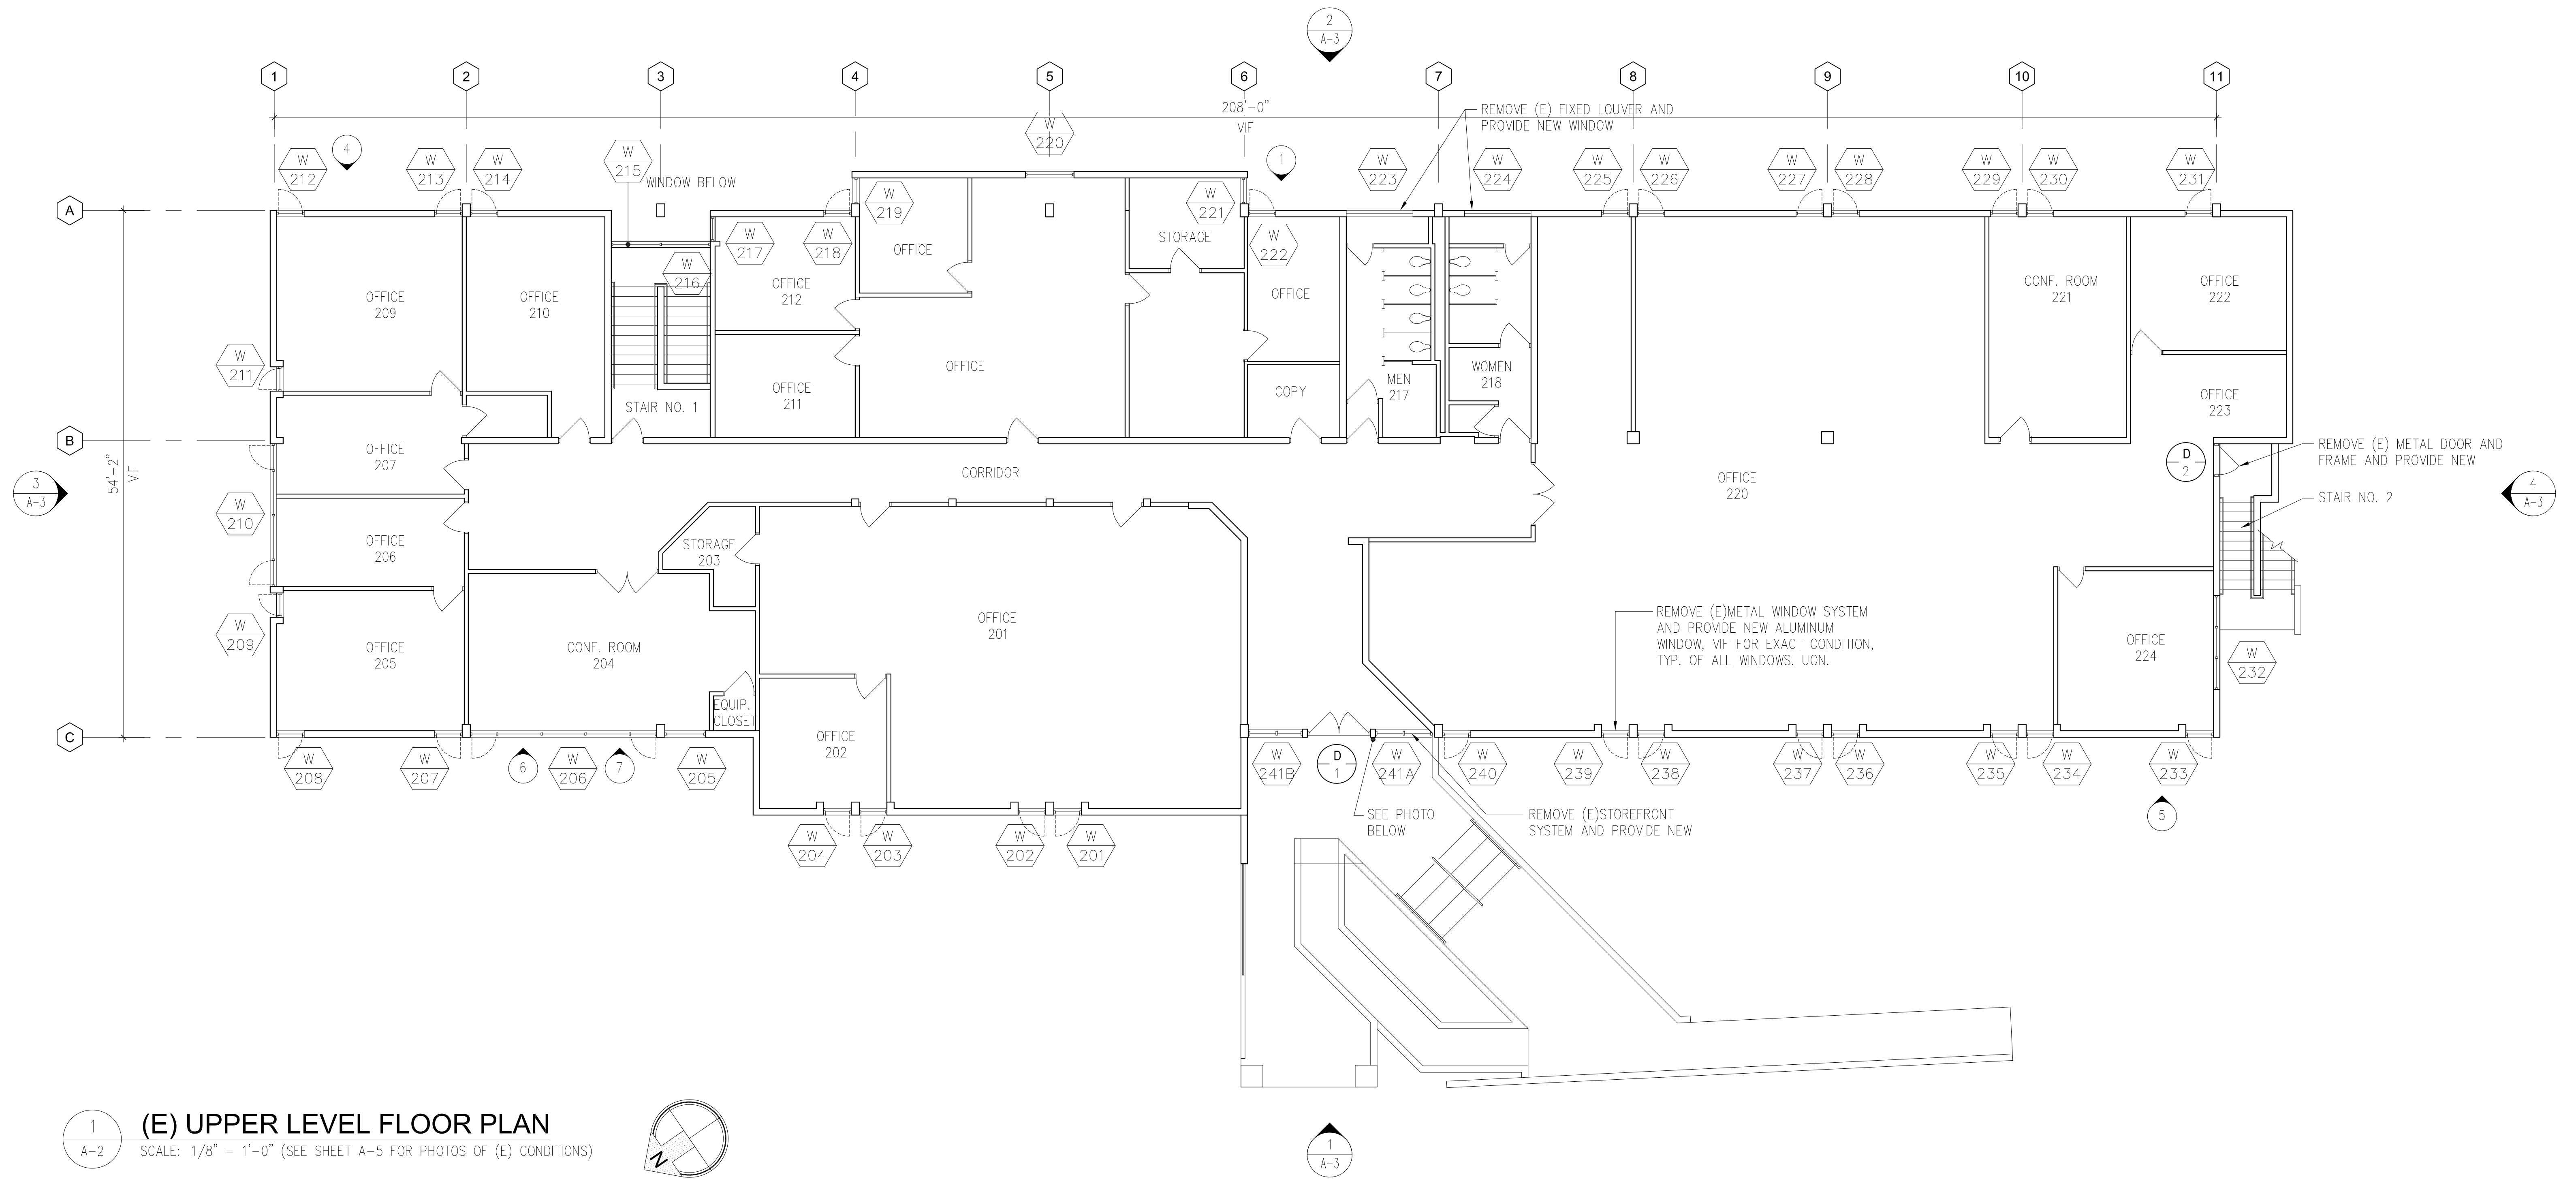 2
A-3
1
2
3
4
5
6
7
8
9
10
11
208'-0"
VIF
REMOVE (E) FIXED LOUVER AND
PROVIDE NEW WINDOW
W
220
4
1
W
212
W
213
W
214
W
215
WINDOW BELOW
W
223
W
224
W
225
W
226
W
227
W
228
W
229
W
230
W
231
A
W
219
W
221
W
217
W
218
W
222
W
216
STORAGE
OFFICE
OFFICE
209
OFFICE
210
OFFICE
212
OFFICE
CONF. ROOM
221
OFFICE
222
W
211
OFFICE
OFFICE
211
COPY
MEN
217
WOMEN
218
OFFICE
223
STAIR NO. 1
B
OFFICE
207
CORRIDOR
54'-2"
VIF
3
A-3
OFFICE
220
D
2
REMOVE (E) METAL DOOR AND
FRAME AND PROVIDE NEW
STAIR NO. 2
4
A-3
W
210
OFFICE
206
STORAGE
203
W
209
OFFICE
205
CONF. ROOM
204
OFFICE
201
REMOVE (E)METAL WINDOW SYSTEM
AND PROVIDE NEW ALUMINUM
WINDOW, VIF FOR EXACT CONDITION,
TYP. OF ALL WINDOWS. UON.
OFFICE
224
W
232
EQUIP.
CLOSET
OFFICE
202
C
W
208
W
207
6
W
206
7
W
205
W
241B
D
1
W
241A
W
240
W
239
W
238
W
237
W
236
W
235
W
234
W
233
5
SEE PHOTO
BELOW
REMOVE (E)STOREFRONT
SYSTEM AND PROVIDE NEW
W
204
W
203
W
202
W
201
1
A-2
(E) UPPER LEVEL FLOOR PLAN
SCALE: 1/8" = 1'-0" (SEE SHEET A-5 FOR PHOTOS OF (E) CONDITIONS)
N
1
A-3